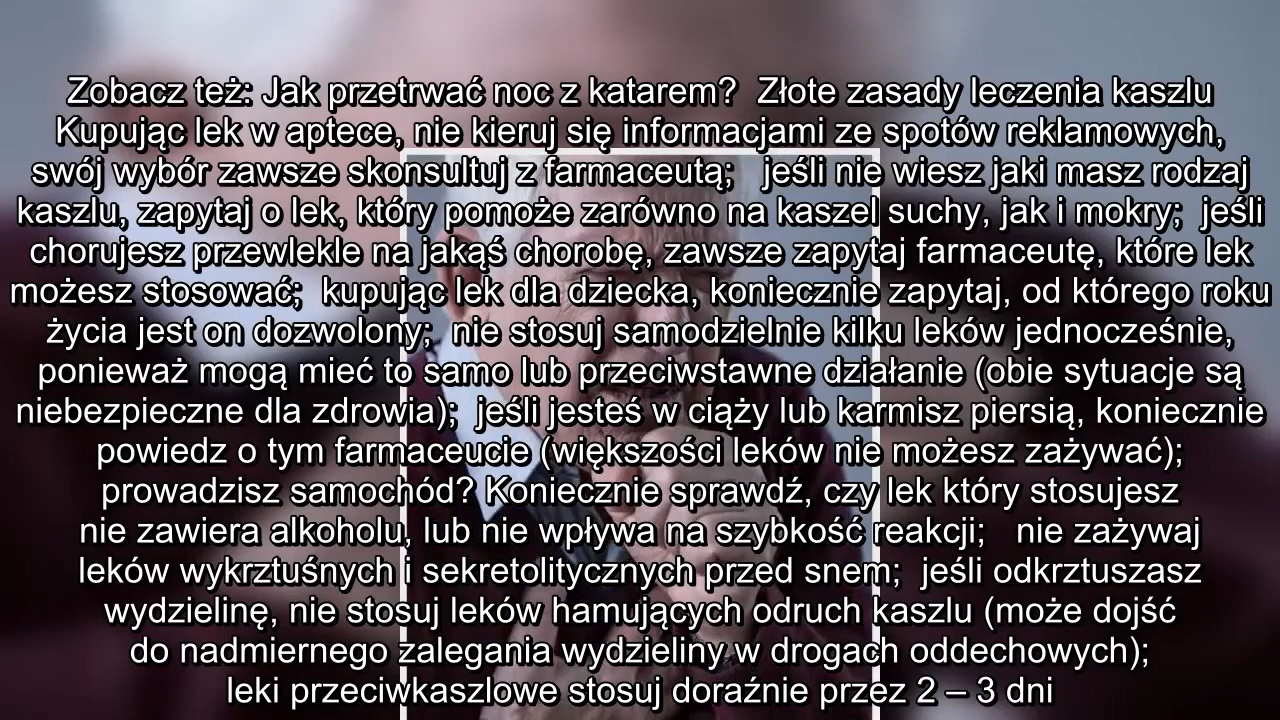 Zobacz też: Jak przetrwać noc z katarem? Złote zasady leczenia kaszlu
Kupując lek w aptece, nie kieruj się informacjami ze spotów reklamowych,
swój wybór zawsze skonsultuj z farmaceutą; jeśli nie wiesz jaki masz rodzaj
kaszlu, zapytaj o lek, który pomoże zarówno na kaszel suchy, jak i mokry; jeśli
chorujesz przewlekle na jakąś chorobę, zawsze zapytaj farmaceutę, które lek
możesz stosować; kupując lek dla dziecka, koniecznie zapytaj, od którego roku
życia jest on dozwolony; nie stosuj samodzielnie kilku leków jednocześnie,
ponieważ mogą mieć to samo lub przeciwstawne działanie (obie sytuacje są
niebezpieczne dla zdrowia); jeśli jesteś w ciąży lub karmisz piersią, koniecznie
powiedz o tym farmaceucie (większości leków nie możesz zażywać);
prowadzisz samochód? Koniecznie sprawdź, czy lek który stosujesz
nie zawiera alkoholu, lub nie wpływa na szybkość reakcji; nie zażywaj
leków wykrztuśnych i sekretolitycznych przed snem; jeśli odkrztuszasz
wydzielinę, nie stosuj leków hamujących odruch kaszlu (może dojść
do nadmiernego zalegania wydzieliny w drogach oddechowych);
leki przeciwkaszlowe stosuj doraźnie przez 2 – 3 dni